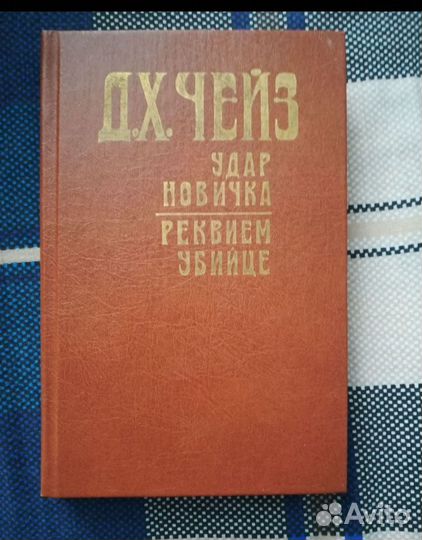 Д.Х. ЧЕЙЗ
УДАР
НОВИЧКА
РЕКВИЕМ
УБИЙЦЕ
Avito